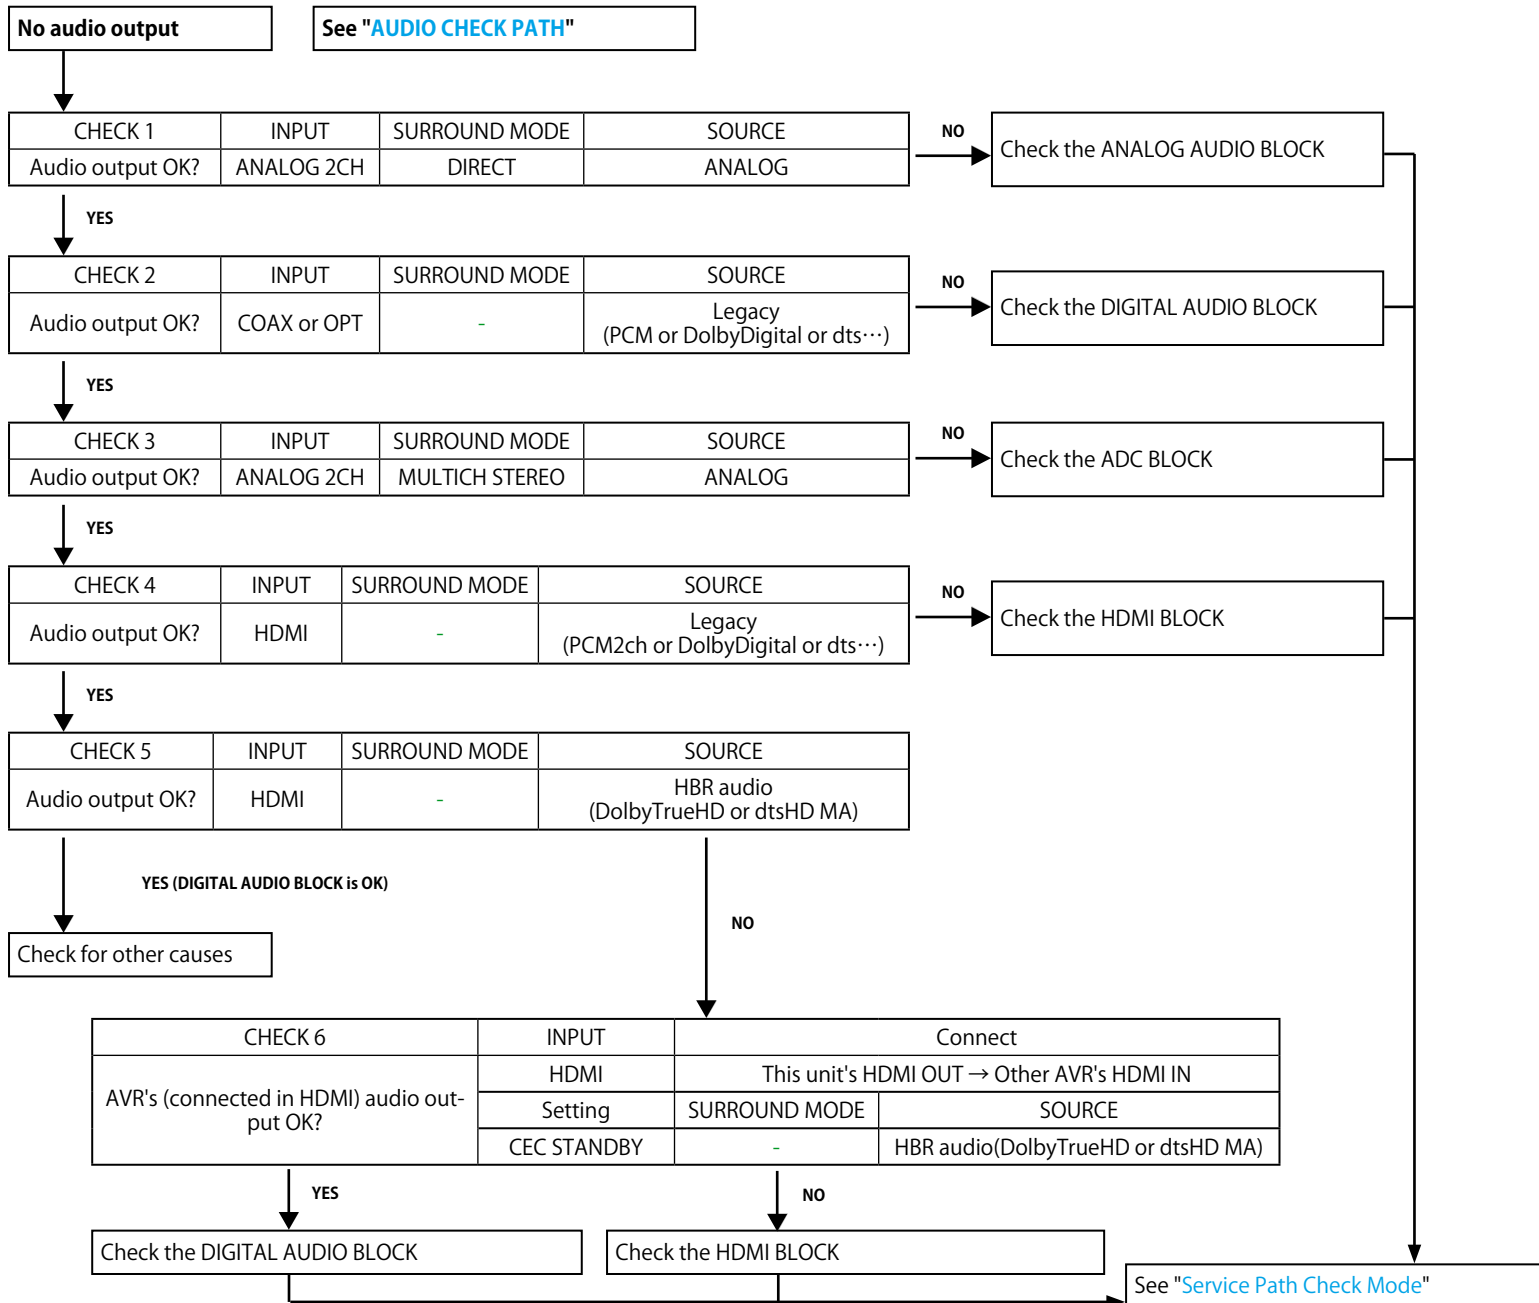 No audio output
See "AUDIO CHECK PATH"
CHECK 1 INPUT SURROUND MODE SOURCE
Audio output OK? ANALOG 2CH DIRECT ANALOG
NO
Check the ANALOG AUDIO BLOCK
YES
CHECK 2 INPUT SURROUND MODE SOURCE
Audio output OK? COAX or OPT - Legacy
(PCM or DolbyDigital or dts···)
NO
Check the DIGITAL AUDIO BLOCK
YES
CHECK 3 INPUT SURROUND MODE SOURCE
Audio output OK? ANALOG 2CH MULTICH STEREO ANALOG
NO
Check the ADC BLOCK
YES
CHECK 4 INPUT SURROUND MODE SOURCE
Audio output OK? HDMI - Legacy
(PCM2ch or DolbyDigital or dts···)
NO
Check the HDMI BLOCK
YES
CHECK 5 INPUT SURROUND MODE SOURCE
Audio output OK? HDMI - HBR audio
(DolbyTrueHD or dtsHD MA)
YES (DIGITAL AUDIO BLOCK is OK)
NO
Check for other causes
CHECK 6 INPUT Connect
HDMI This unit's HDMI OUT → Other AVR's HDMI IN
AVR's (connected in HDMI) audio out-
put OK?
Setting SURROUND MODE SOURCE
CEC STANDBY - HBR audio(DolbyTrueHD or dtsHD MA)
YES
NO
Check the DIGITAL AUDIO BLOCK
Check the HDMI BLOCK
See "Service Path Check Mode"